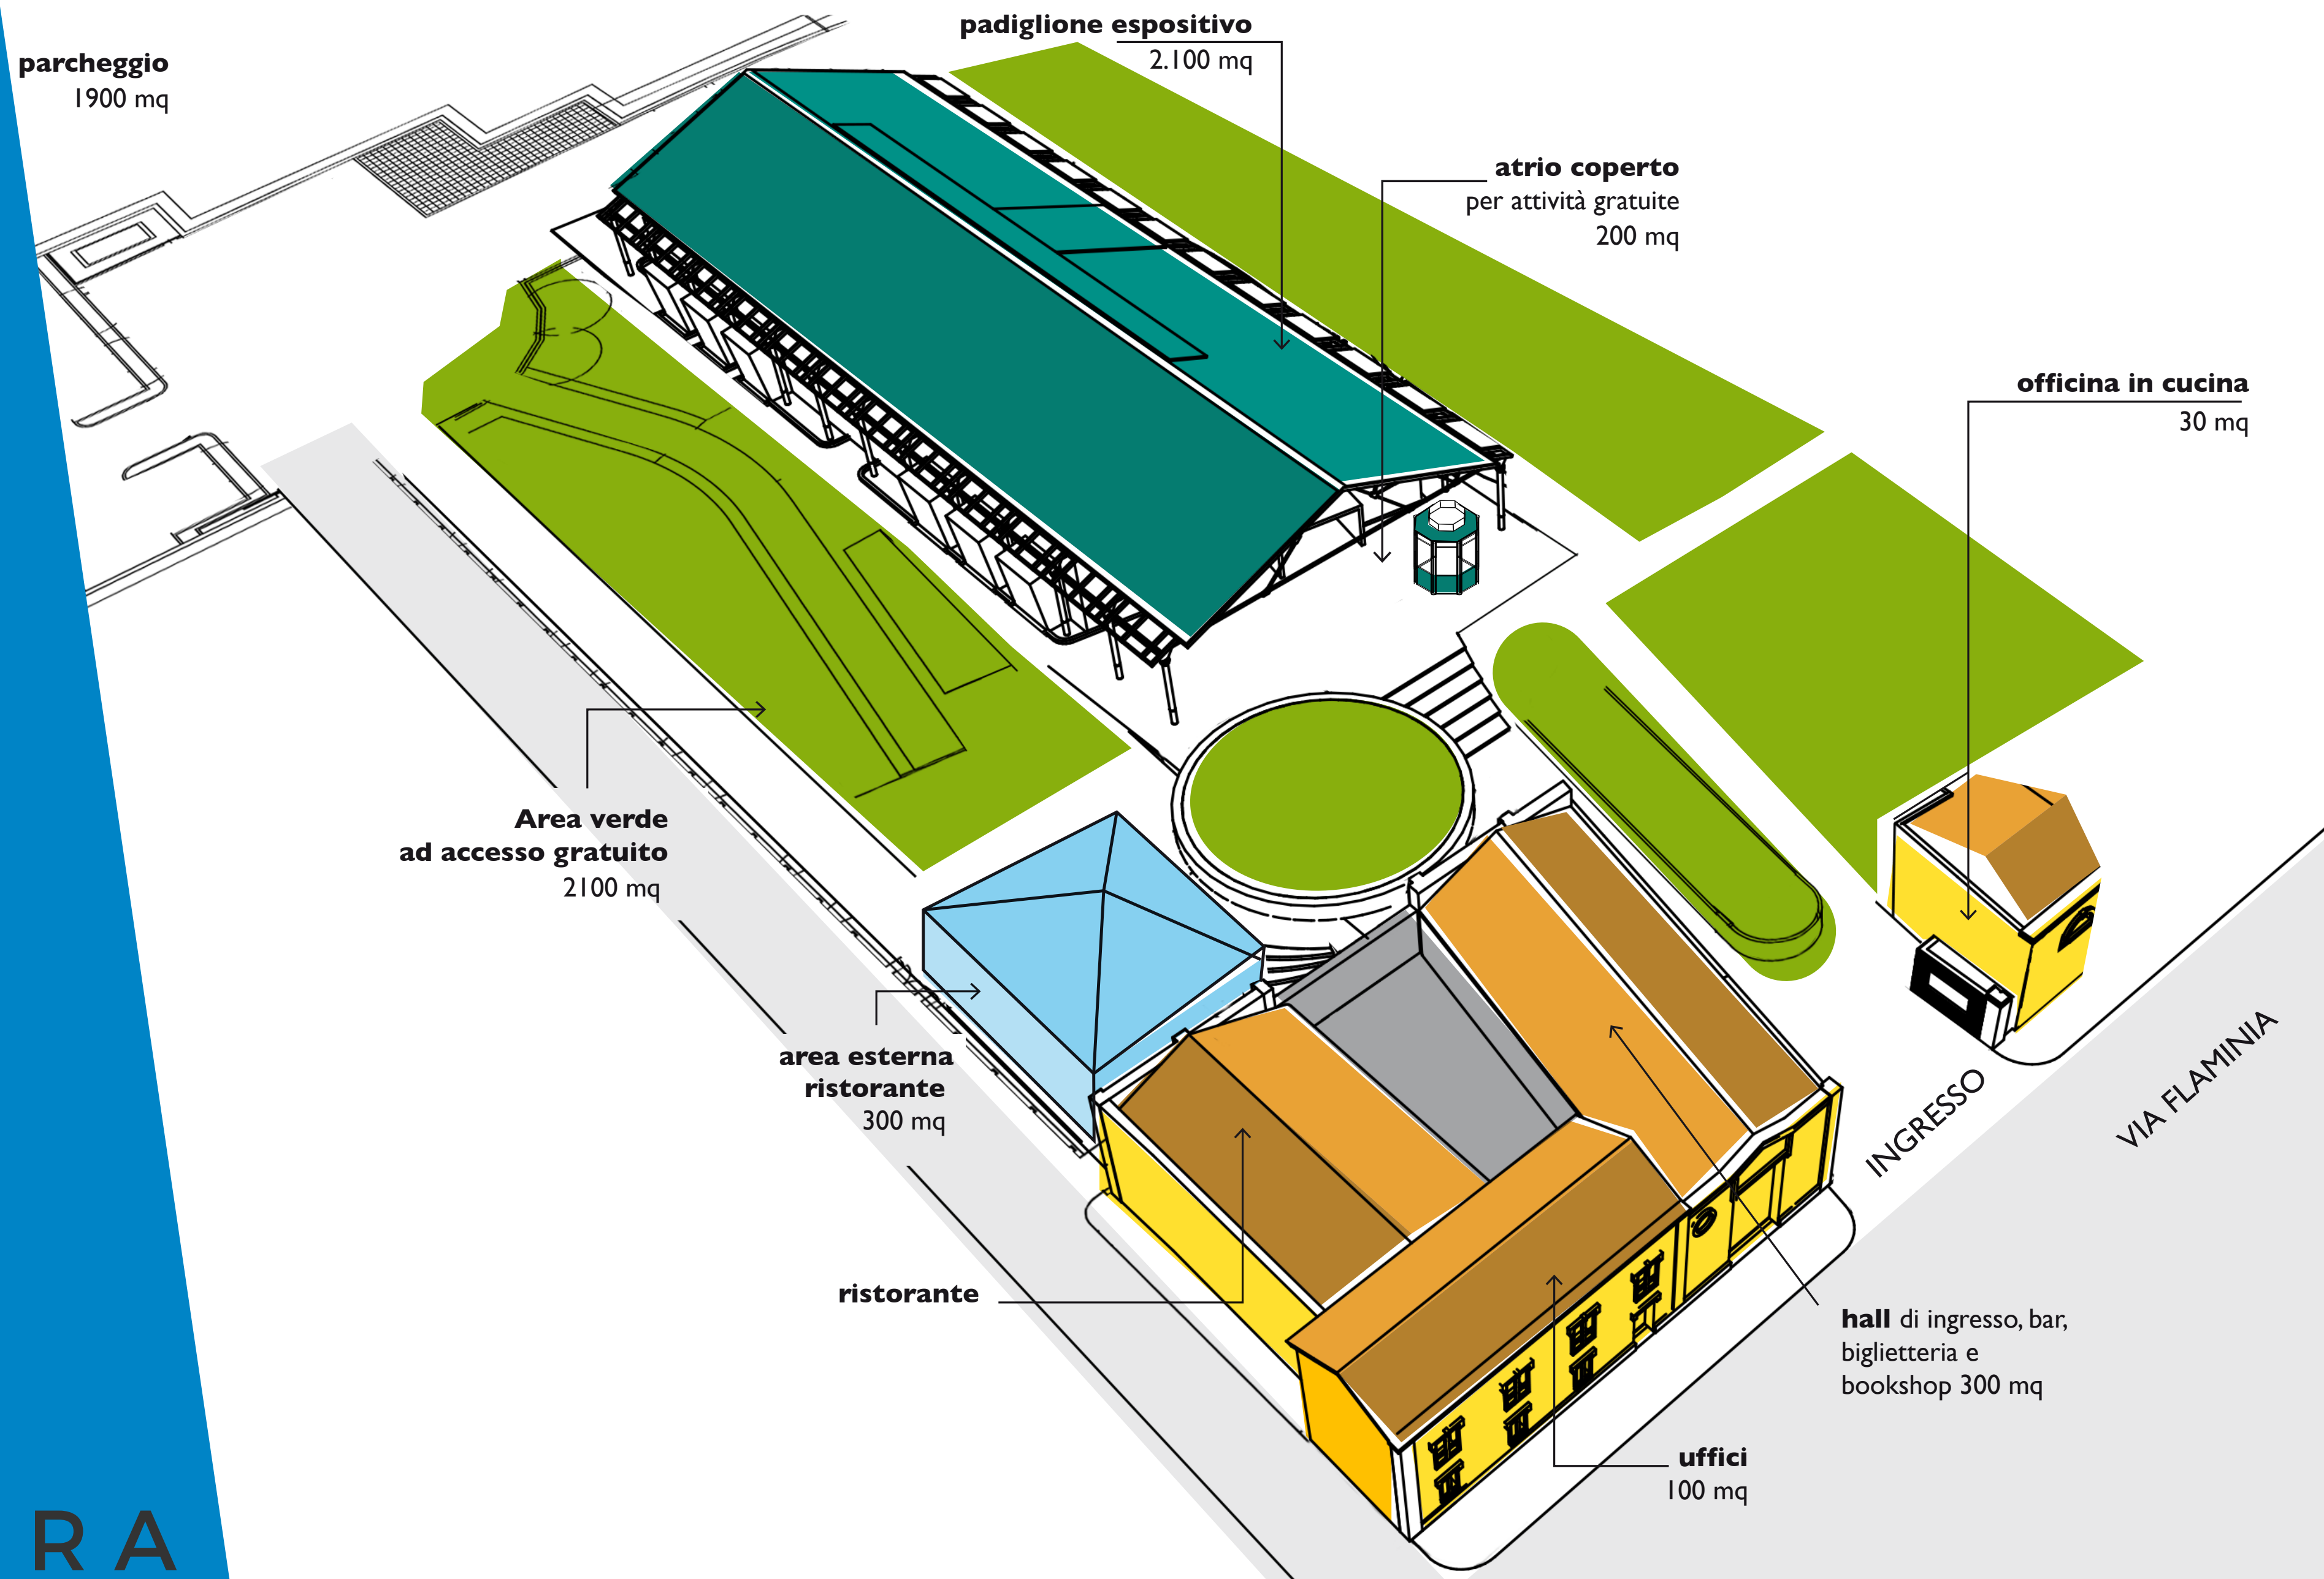 padiglione espositivo
2.100 mq
parcheggio
1900 mq
atrio coperto
per attività gratuite
200 mq
officina in cucina
30 mq
Area verde
ad accesso gratuito
2100 mq
area esterna
ristorante
300 mq
INGRESSO
VIA FLAMINIA
ristorante
hall di ingresso, bar,
biglietteria e
bookshop 300 mq
uffici
100 mq
R A